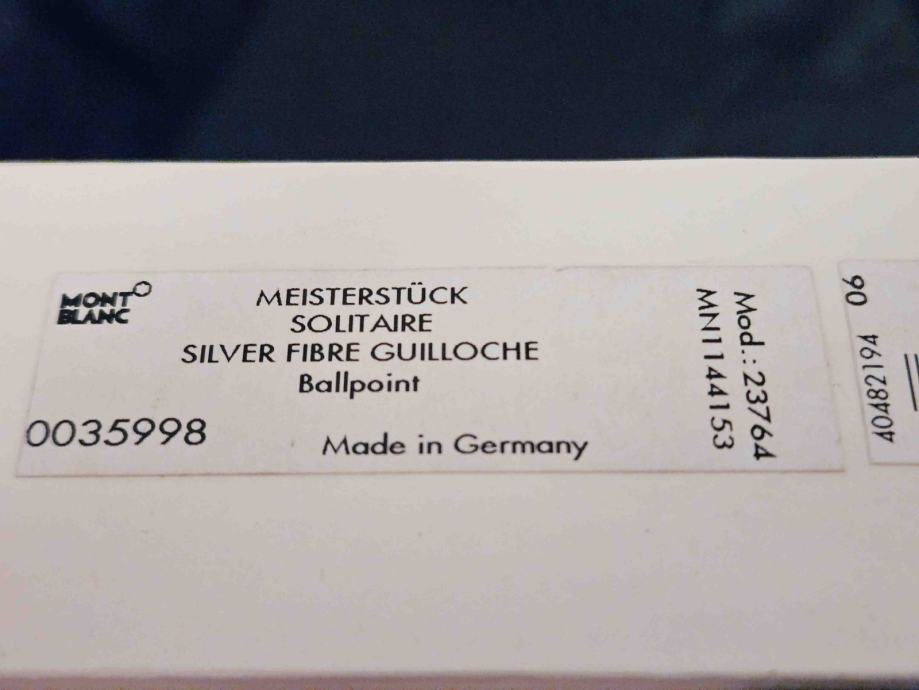 MONT
BLANC
MEISTERSTÜCK
SOLITAIRE
SILVER FIBRE GUILLOCHE
Ballpoint
0035998
Made in Germany
Mod.: 23764
MN1144153
06
40482194